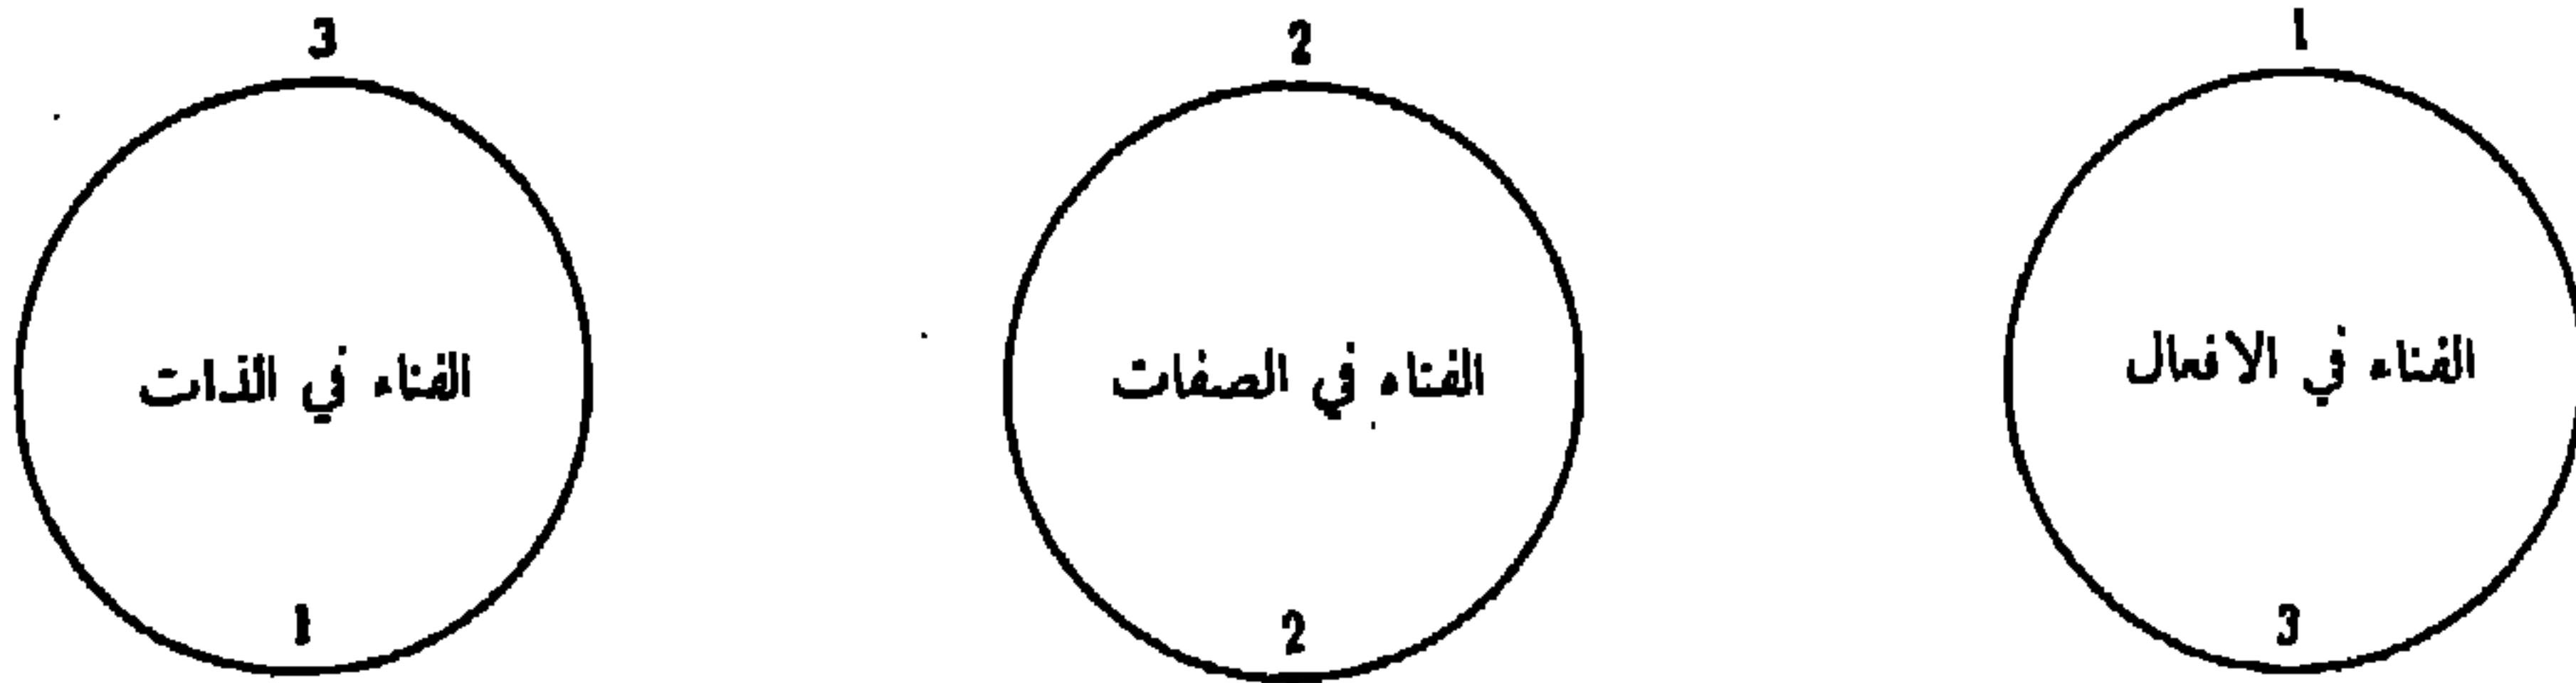 1 2 3
الفناء في الافعال الفناء في الصفات الفناء في الذات
3 2 1